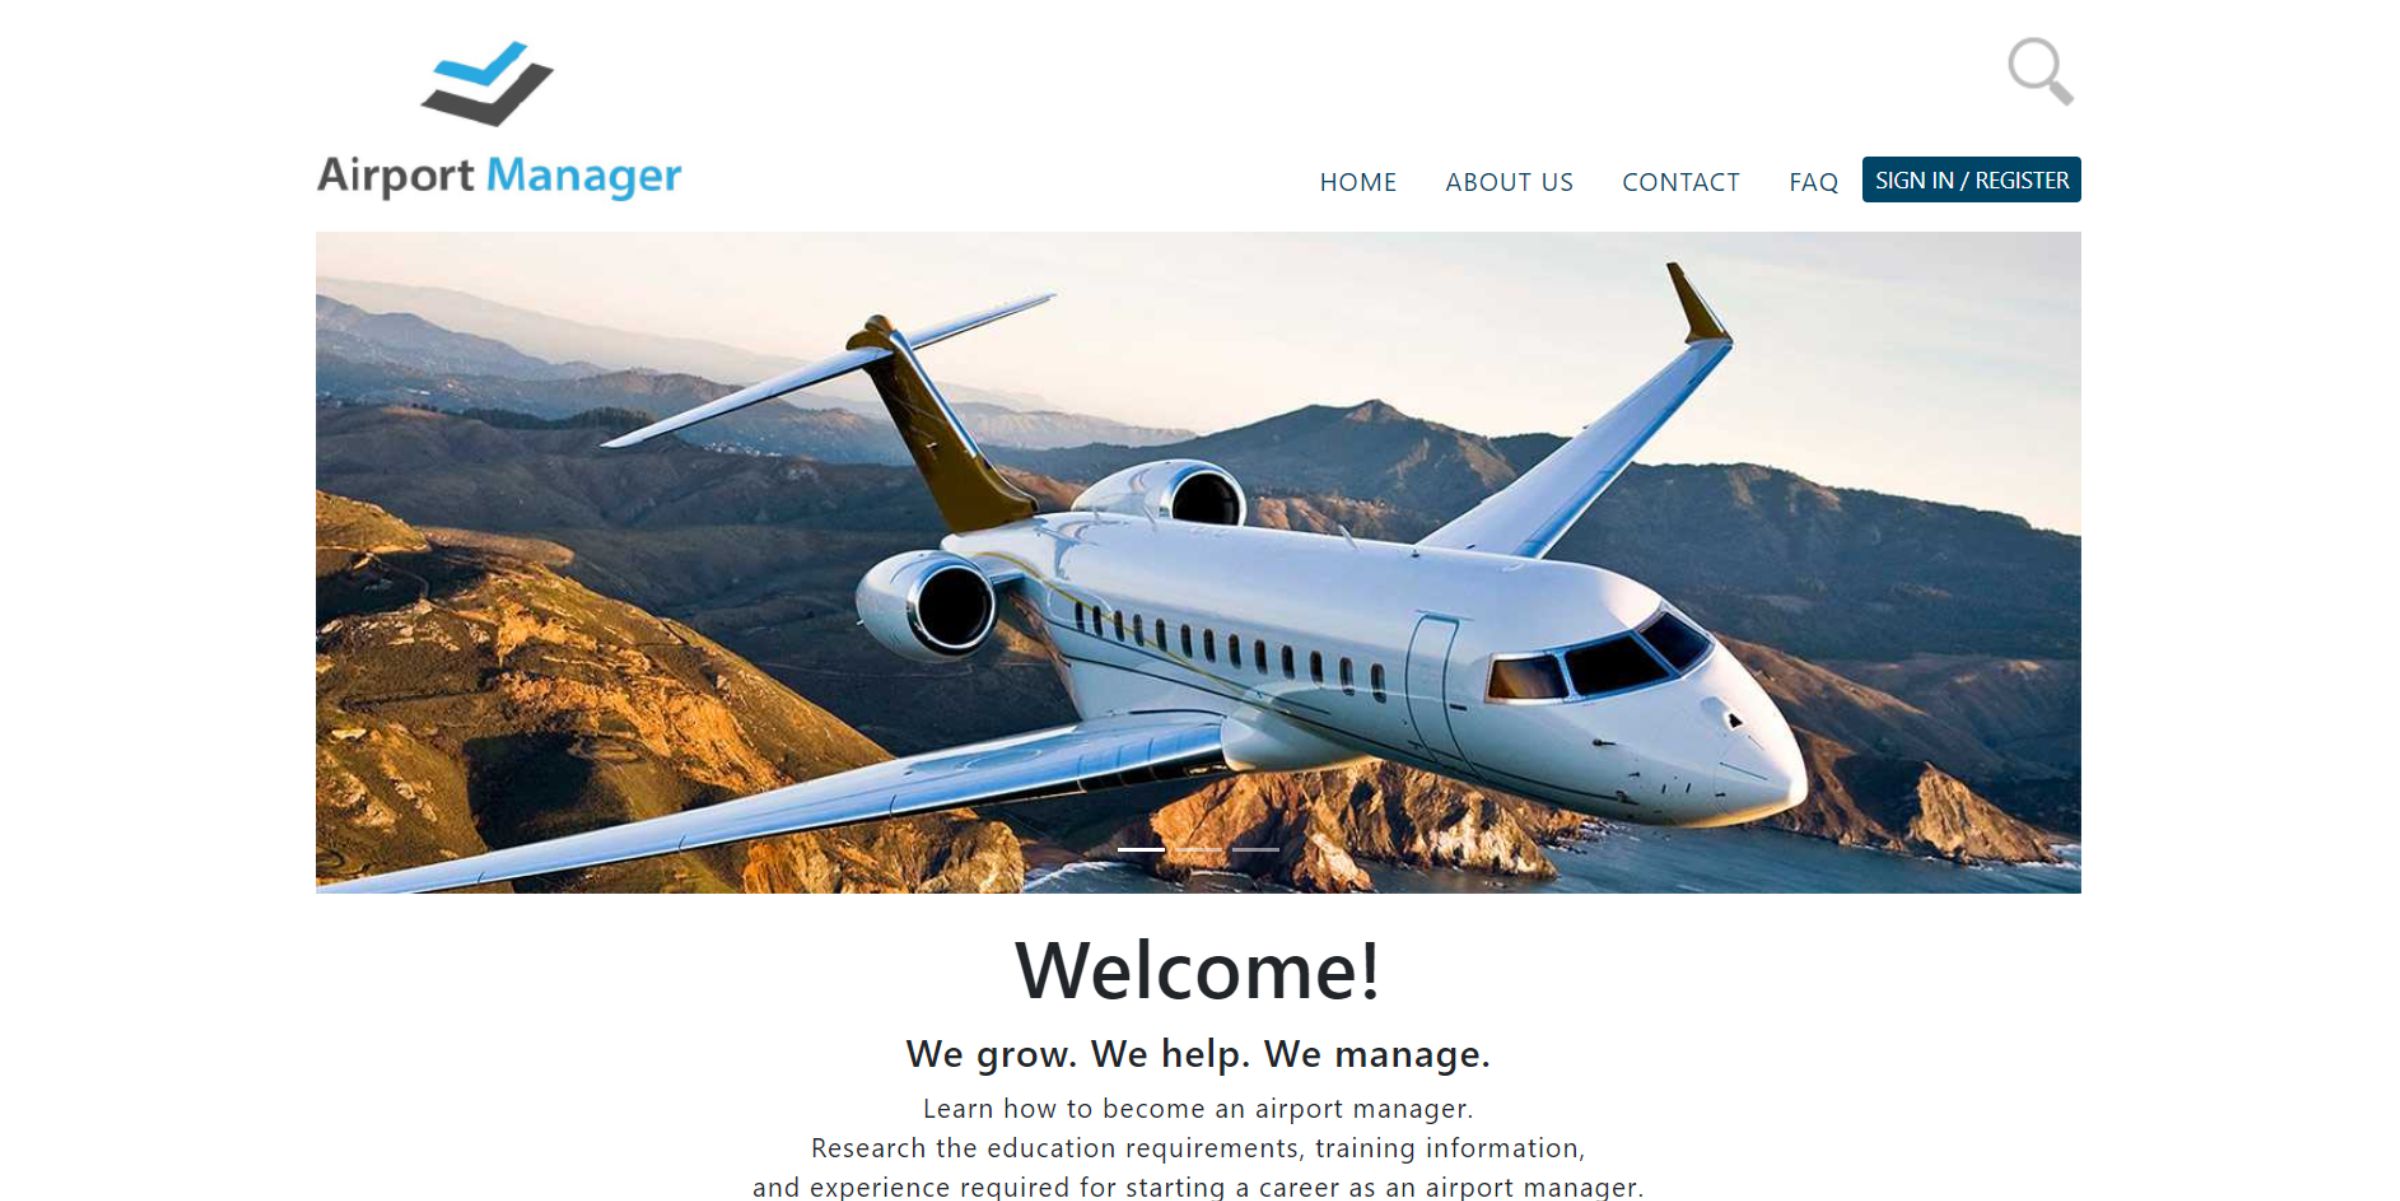 Airport Manager
HOME ABOUT US CONTACT FAQ SIGN IN / REGISTER
Welcome!
We grow. We help. We manage.
Learn how to become an airport manager.
Research the education requirements, training information,
and experience required for starting a career as an airport manager.